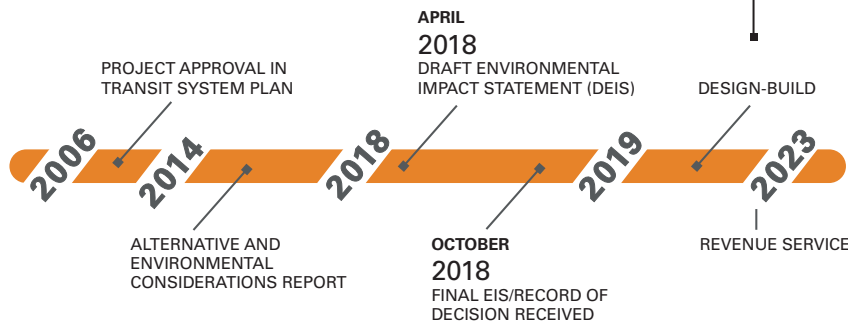 APRIL
2018
DRAFT ENVIRONMENTAL
IMPACT STATEMENT (DEIS)
PROJECT APPROVAL IN
TRANSIT SYSTEM PLAN
DESIGN-BUILD
2006
2014
2018
2019
2023
ALTERNATIVE AND
ENVIRONMENTAL
CONSIDERATIONS REPORT
OCTOBER
2018
FINAL EIS/RECORD OF
DECISION RECEIVED
REVENUE SERVICE